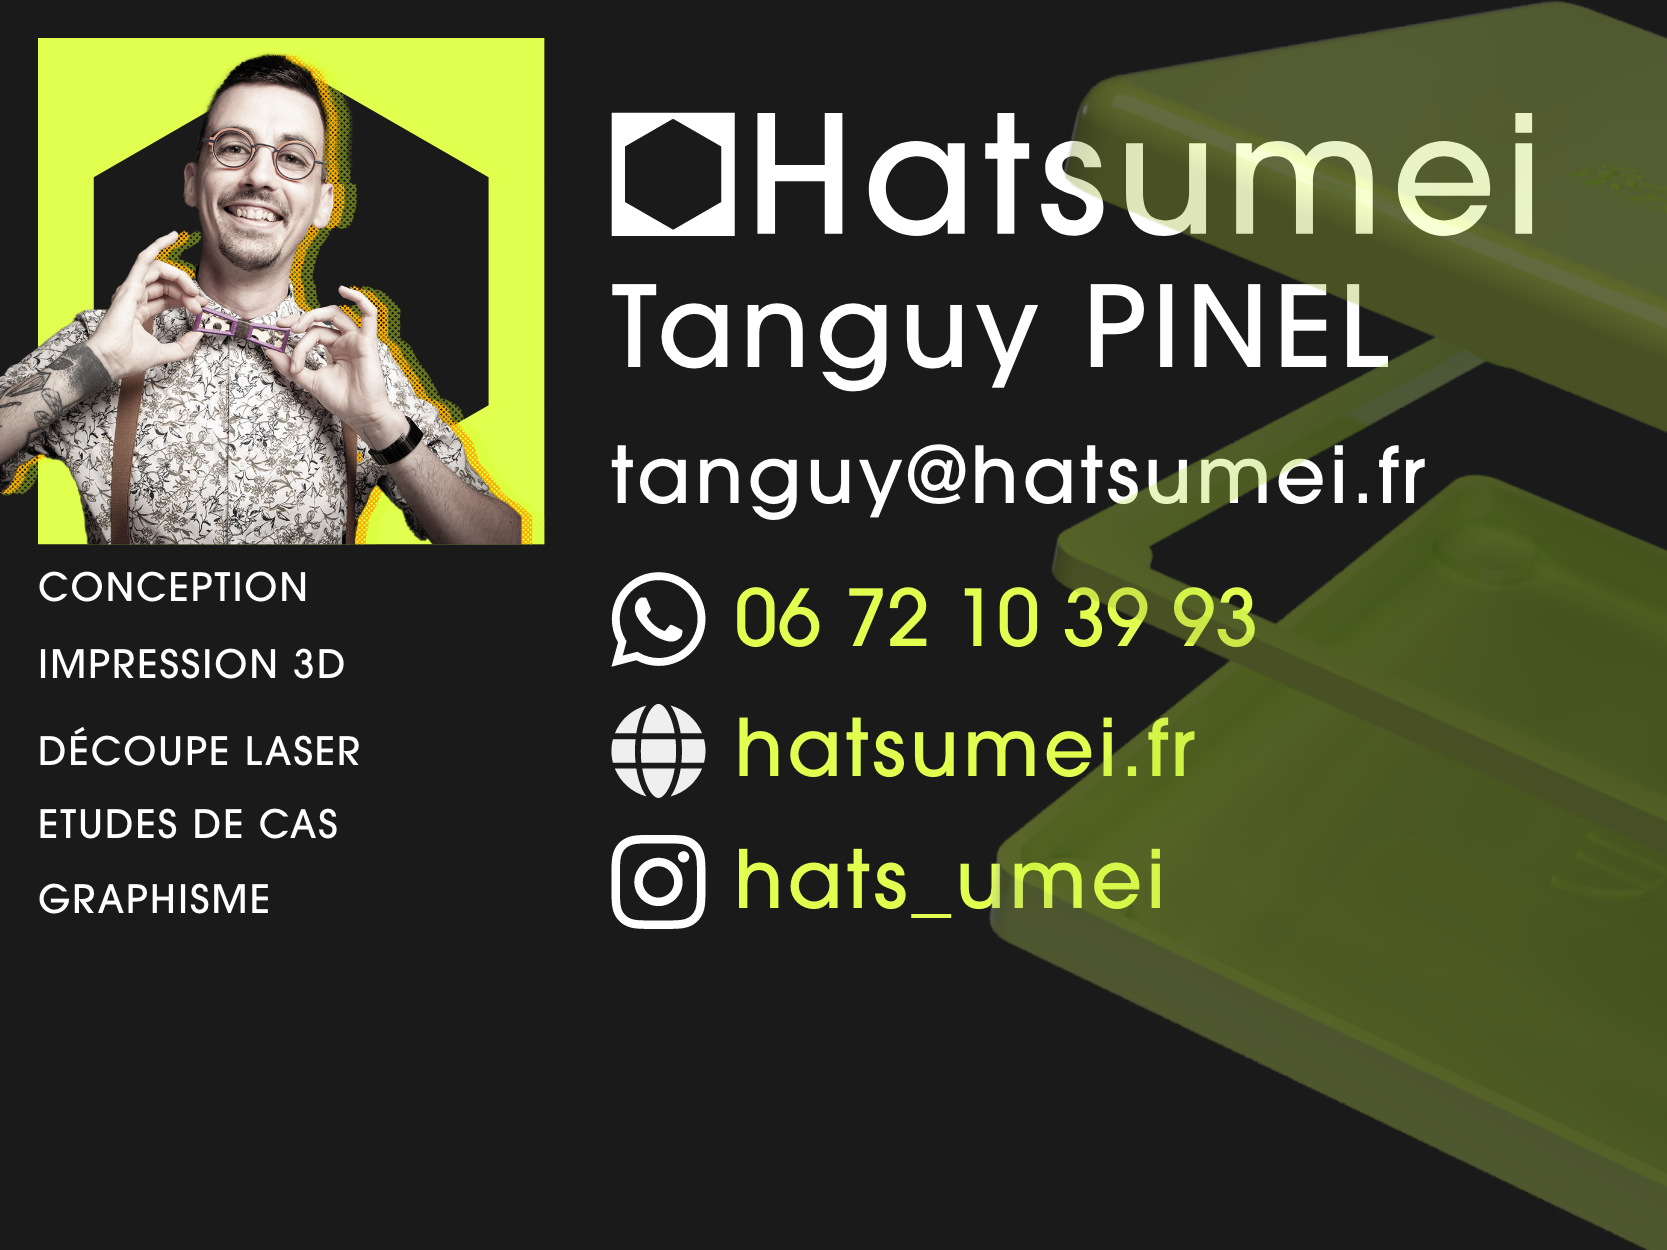 Hatsumei
Tanguy PINEL
tanguy@hatsumei.fr
06 72 10 39 93
hatsumei.fr
hats_umei
CONCEPTION
IMPRESSION 3D
DÉCOUPE LASER
ETUDES DE CAS
GRAPHISME